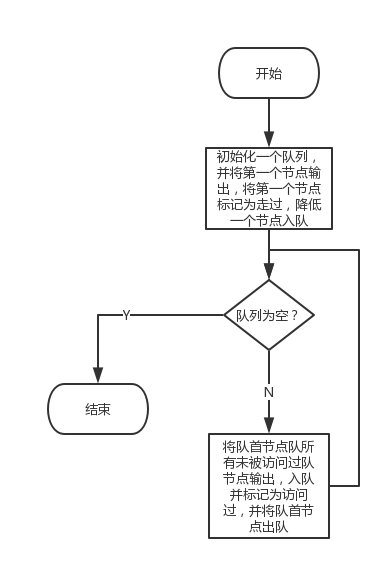 开始
初始化一个队列，
并将第一个节点输
出，将第一个节点
标记为走过，降低
一个节点入队
队列为空？
Y
结束
N
将队首节点队所
有未被访问过队
节点输出，入队
并标记为访问
过，并将队首节
点出队